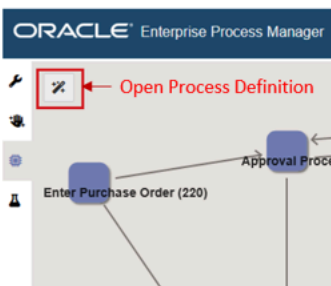 ORACLE® Enterprise Process Manager
Open Process Definition
Approval Proce
Enter Purchase Order (220)